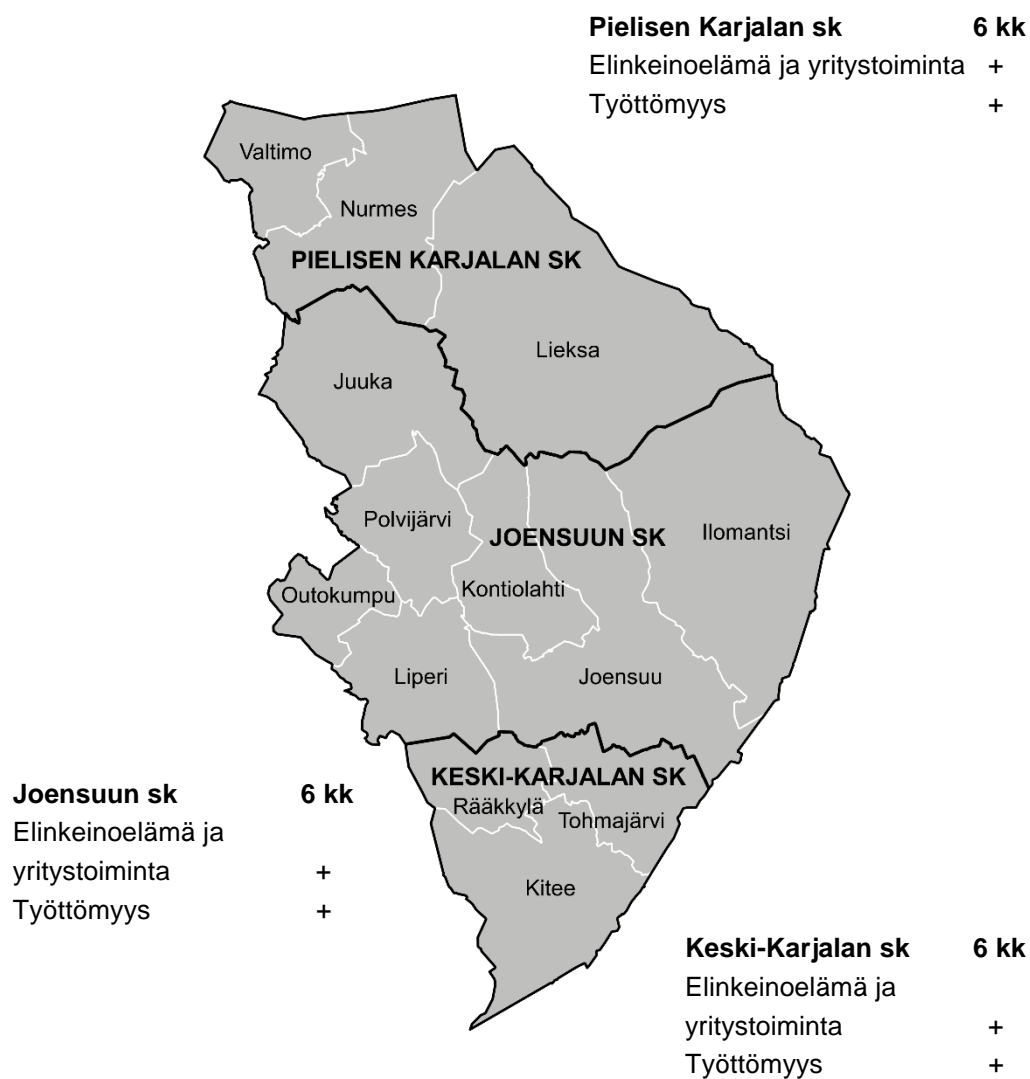 Pielisen Karjalan sk 6 kk
Elinkeinoelämä ja yritystoiminta +
Työttömyys +
Valtimo
Nurmes
PIELISEN KARJALAN SK
Lieksa
Juuka
Polvijärvi
JOENSUUN SK
Ilomantsi
Outokumpu
Kontiolahti
Liperi
Joensuu
KESKI-KARJALAN SK
Rääkkylä
Tohmajärvi
Kitee
Joensuun sk 6 kk
Elinkeinoelämä ja
yritystoiminta +
Työttömyys +
Keski-Karjalan sk 6 kk
Elinkeinoelämä ja
yritystoiminta +
Työttömyys +